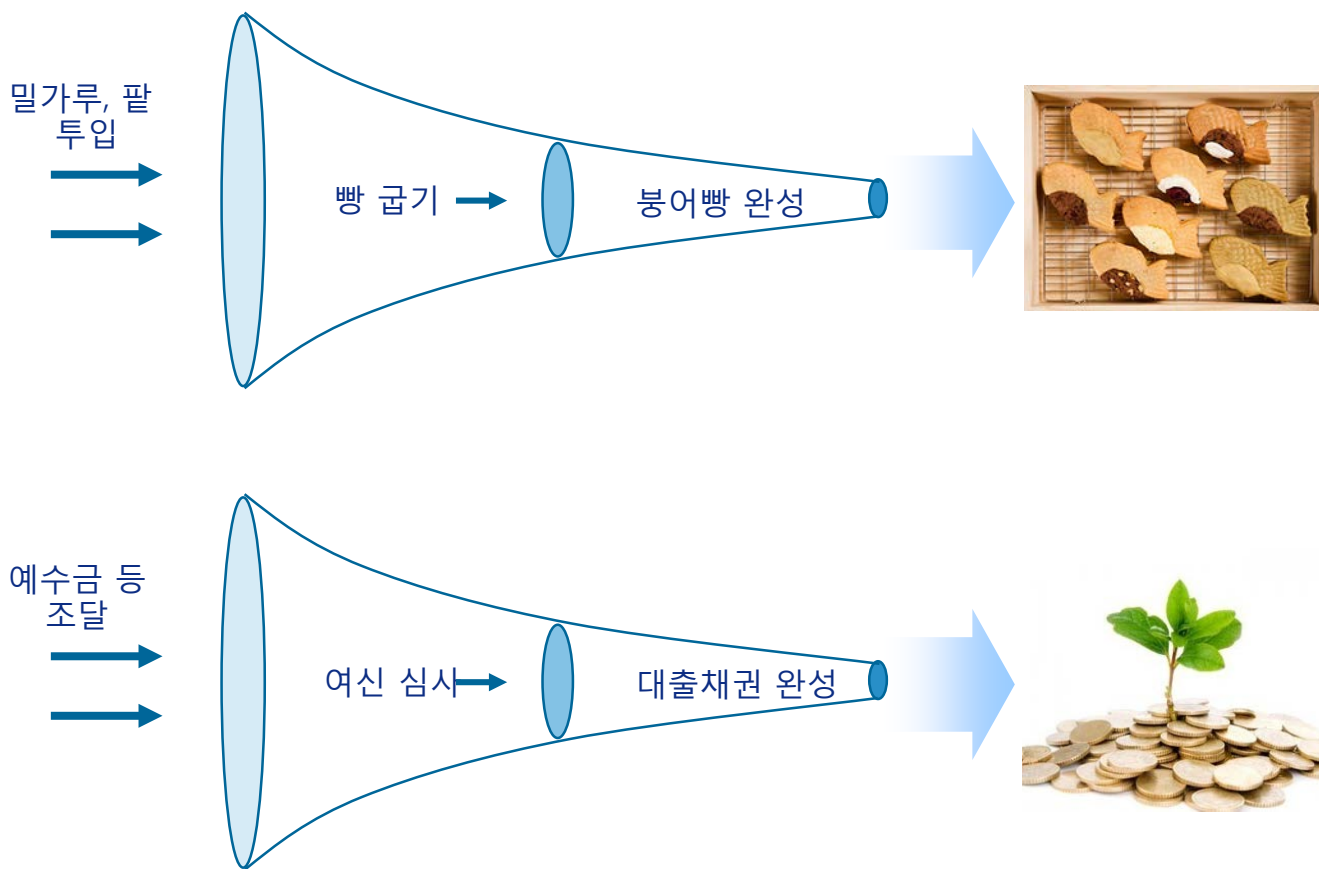 밀가루, 팥
투입
빵 굽기
붕어빵 완성
예수금 등
조달
여신 심사
대출채권 완성